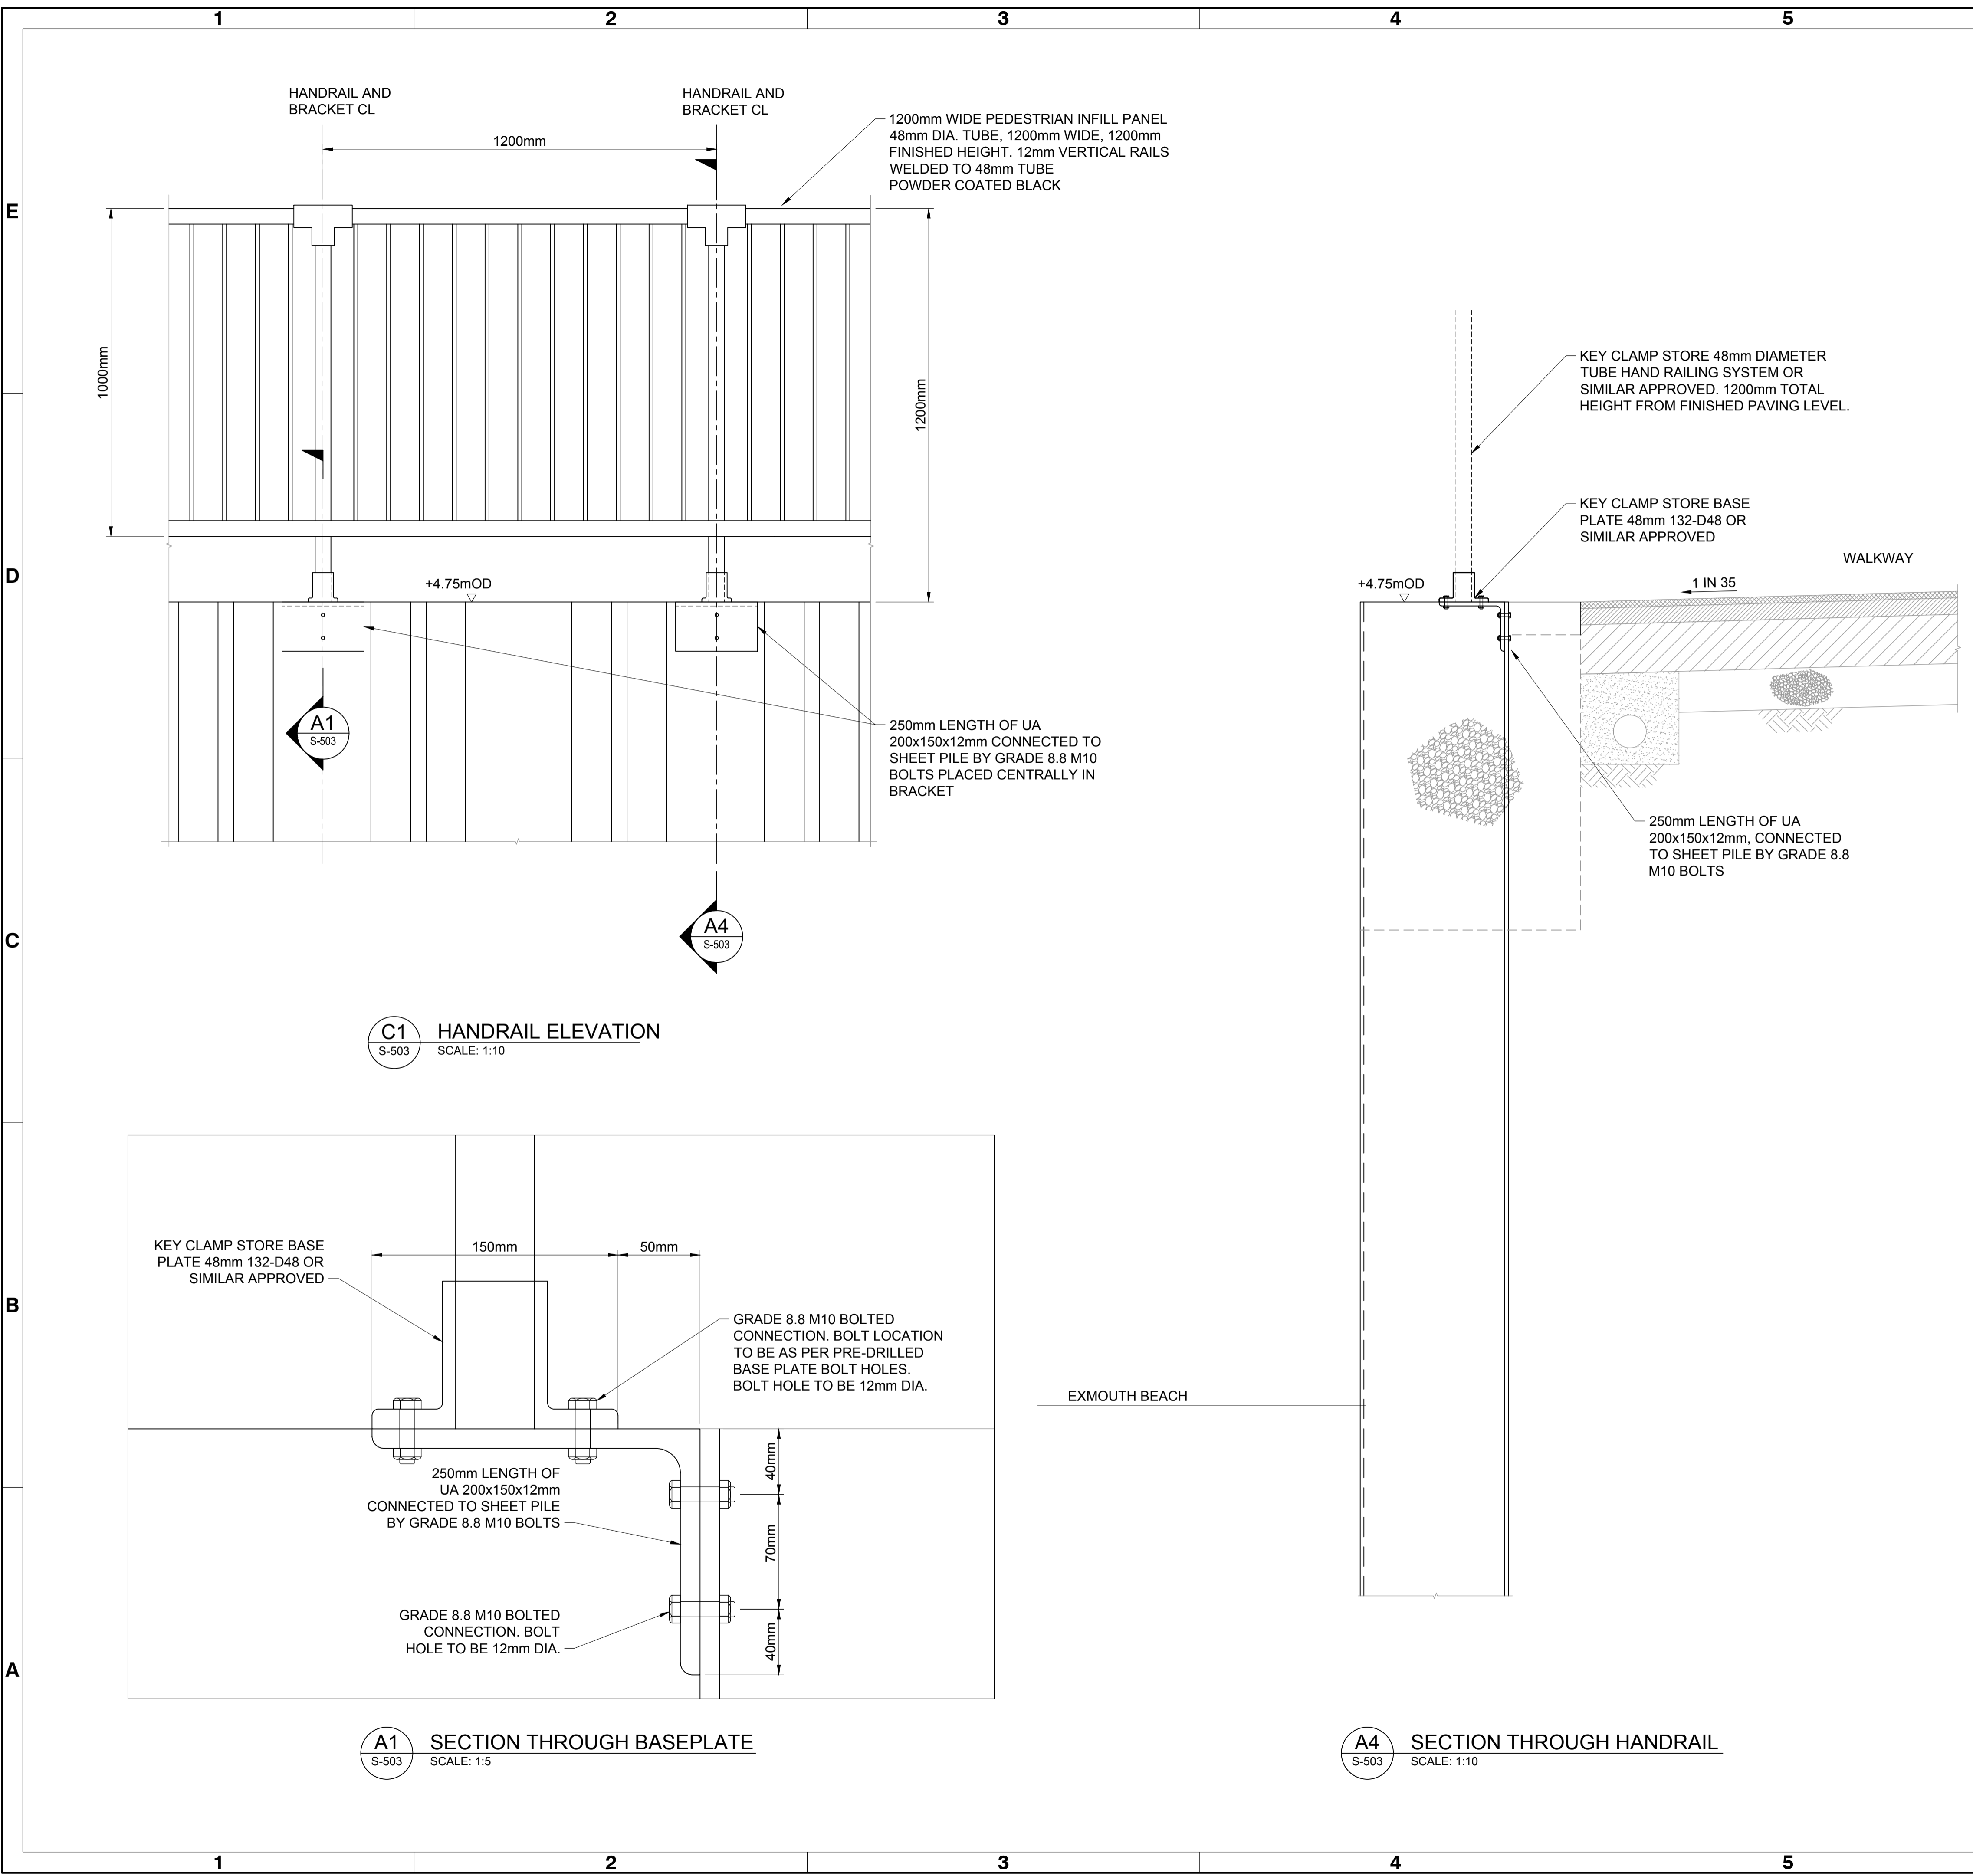 1
2
3
4
5
HANDRAIL AND
BRACKET CL
HANDRAIL AND
BRACKET CL
1200mm
1200mm WIDE PEDESTRIAN INFILL PANEL
48mm DIA. TUBE, 1200mm WIDE, 1200mm
FINISHED HEIGHT. 12mm VERTICAL RAILS
WELDED TO 48mm TUBE
POWDER COATED BLACK
E
1000mm
1200mm
KEY CLAMP STORE 48mm DIAMETER
TUBE HAND RAILING SYSTEM OR
SIMILAR APPROVED. 1200mm TOTAL
HEIGHT FROM FINISHED PAVING LEVEL.
KEY CLAMP STORE BASE
PLATE 48mm 132-D48 OR
SIMILAR APPROVED
WALKWAY
D
+4.75mOD
+4.75mOD
1 IN 35
A1
S-503
250mm LENGTH OF UA
200x150x12mm CONNECTED TO
SHEET PILE BY GRADE 8.8 M10
BOLTS PLACED CENTRALLY IN
BRACKET
250mm LENGTH OF UA
200x150x12mm, CONNECTED
TO SHEET PILE BY GRADE 8.8
M10 BOLTS
C
A4
S-503
C1
S-503
HANDRAIL ELEVATION
SCALE: 1:10
KEY CLAMP STORE BASE
PLATE 48mm 132-D48 OR
SIMILAR APPROVED
150mm
50mm
B
GRADE 8.8 M10 BOLTED
CONNECTION. BOLT LOCATION
TO BE AS PER PRE-DRILLED
BASE PLATE BOLT HOLES.
BOLT HOLE TO BE 12mm DIA.
EXMOUTH BEACH
40mm
250mm LENGTH OF
UA 200x150x12mm
CONNECTED TO SHEET PILE
BY GRADE 8.8 M10 BOLTS
70mm
GRADE 8.8 M10 BOLTED
CONNECTION. BOLT
HOLE TO BE 12mm DIA.
40mm
A
A1
S-503
SECTION THROUGH BASEPLATE
SCALE: 1:5
A4
S-503
SECTION THROUGH HANDRAIL
SCALE: 1:10
1
2
3
4
5